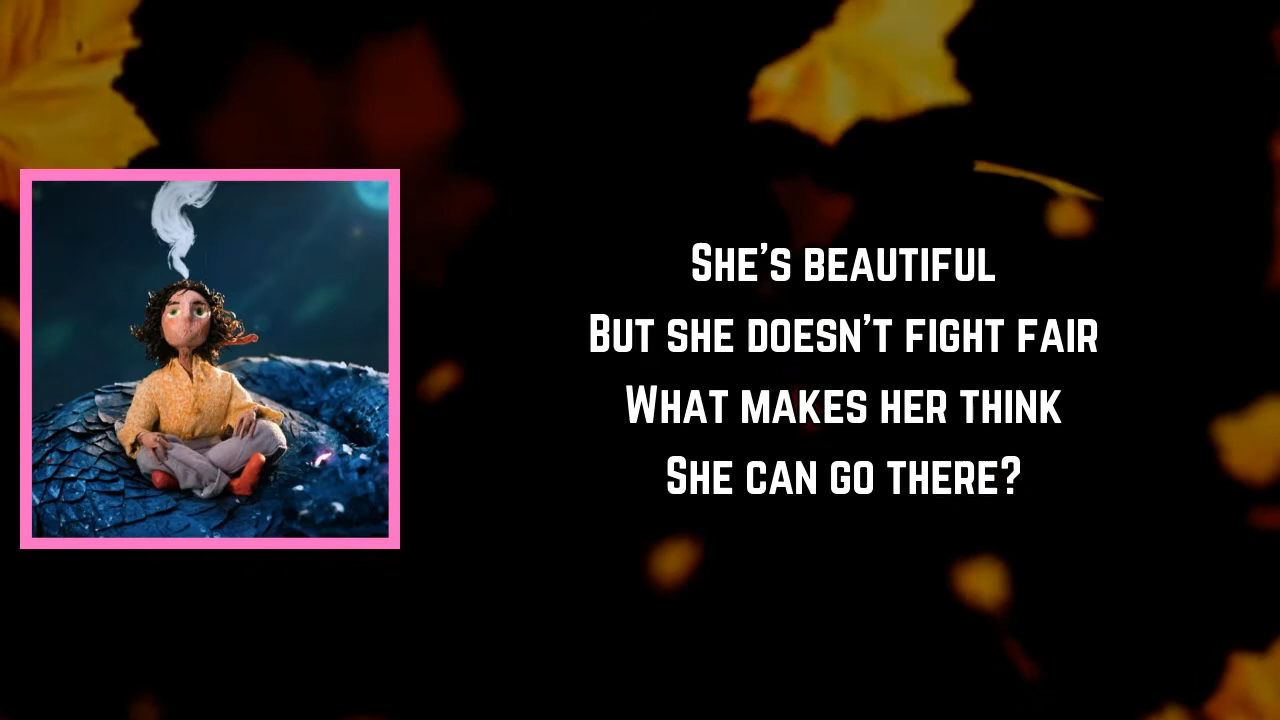 She's beautiful
But she doesn't fight fair
What makes her think
She can go there?